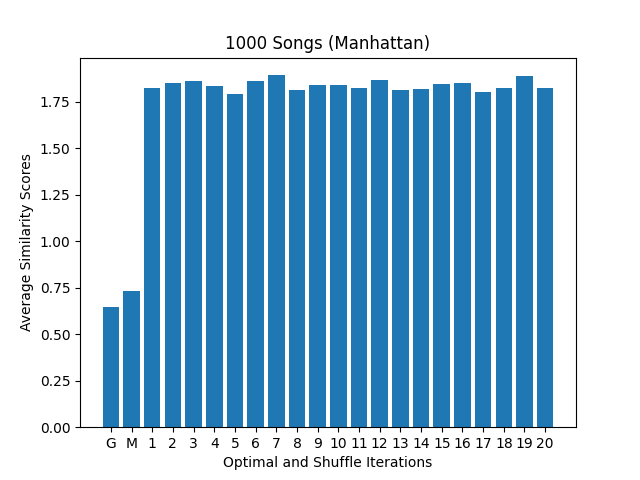 1000 Songs (Manhattan)
Average Similarity Scores
1.75
1.50
1.25
1.00
0.75
0.50
0.25
0.00
G M 1 2 3 4 5 6 7 8 9 10 11 12 13 14 15 16 17 18 19 20
Optimal and Shuffle Iterations